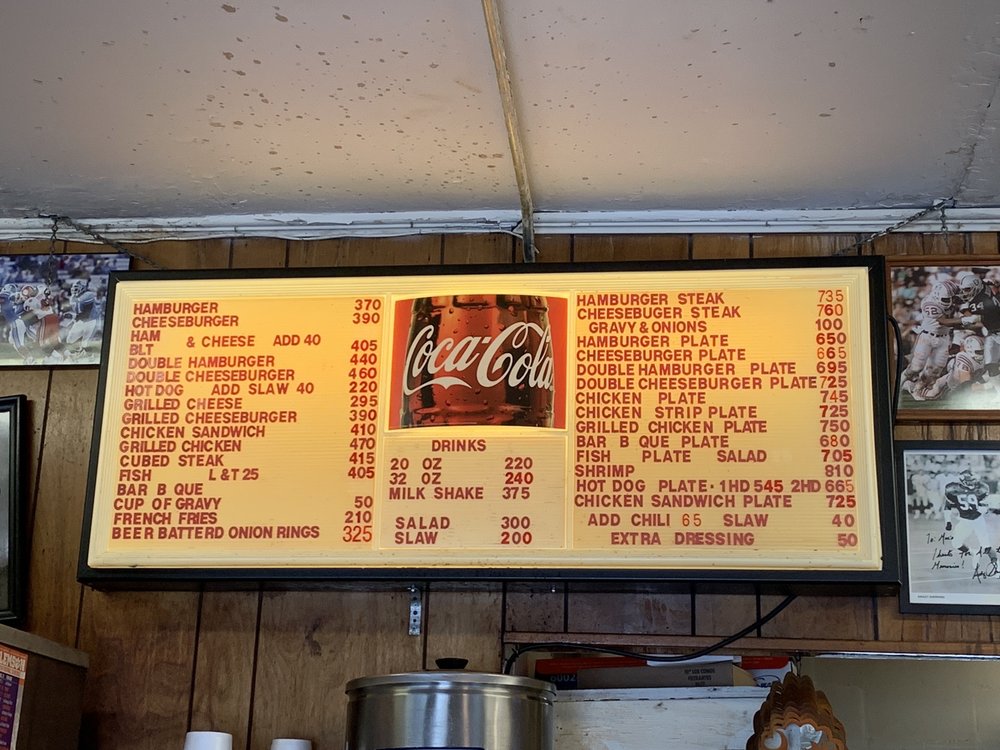 HAMBURGER 370
CHEESEBURGER 390
HAM & CHEESE ADD 40
BLT 405
DOUBLE HAMBURGER 440
DOUBLE CHEESEBURGER 460
HOT DOG ADD SLAW 40 220
GRILLED CHEESE 295
GRILLED CHEESEBURGER 390
CHICKEN SANDWICH 410
GRILLED CHICKEN 470
CUBED STEAK 415
FISH L & T 25 405
BAR B QUE
CUP OF GRAVY 50
FRENCH FRIES 210
BEER BATTERD ONION RINGS 325
Coca-Cola
DRINKS
20 OZ 220
32 OZ 240
MILK SHAKE 375
SALAD 300
SLAW 200
HAMBURGER STEAK 735
CHEESEBUGER STEAK 760
GRAVY & ONIONS 100
HAMBURGER PLATE 650
CHEESEBURGER PLATE 665
DOUBLE HAMBURGER PLATE 695
DOUBLE CHEESEBURGER PLATE 725
CHICKEN PLATE 745
CHICKEN STRIP PLATE 725
GRILLED CHICKEN PLATE 750
BAR B QUE PLATE 680
FISH PLATE SALAD 705
SHRIMP 810
HOT DOG PLATE · 1HD 545 2HD 665
CHICKEN SANDWICH PLATE 725
ADD CHILI 65 SLAW 40
EXTRA DRESSING 50
59
Thanks For All
Memories!